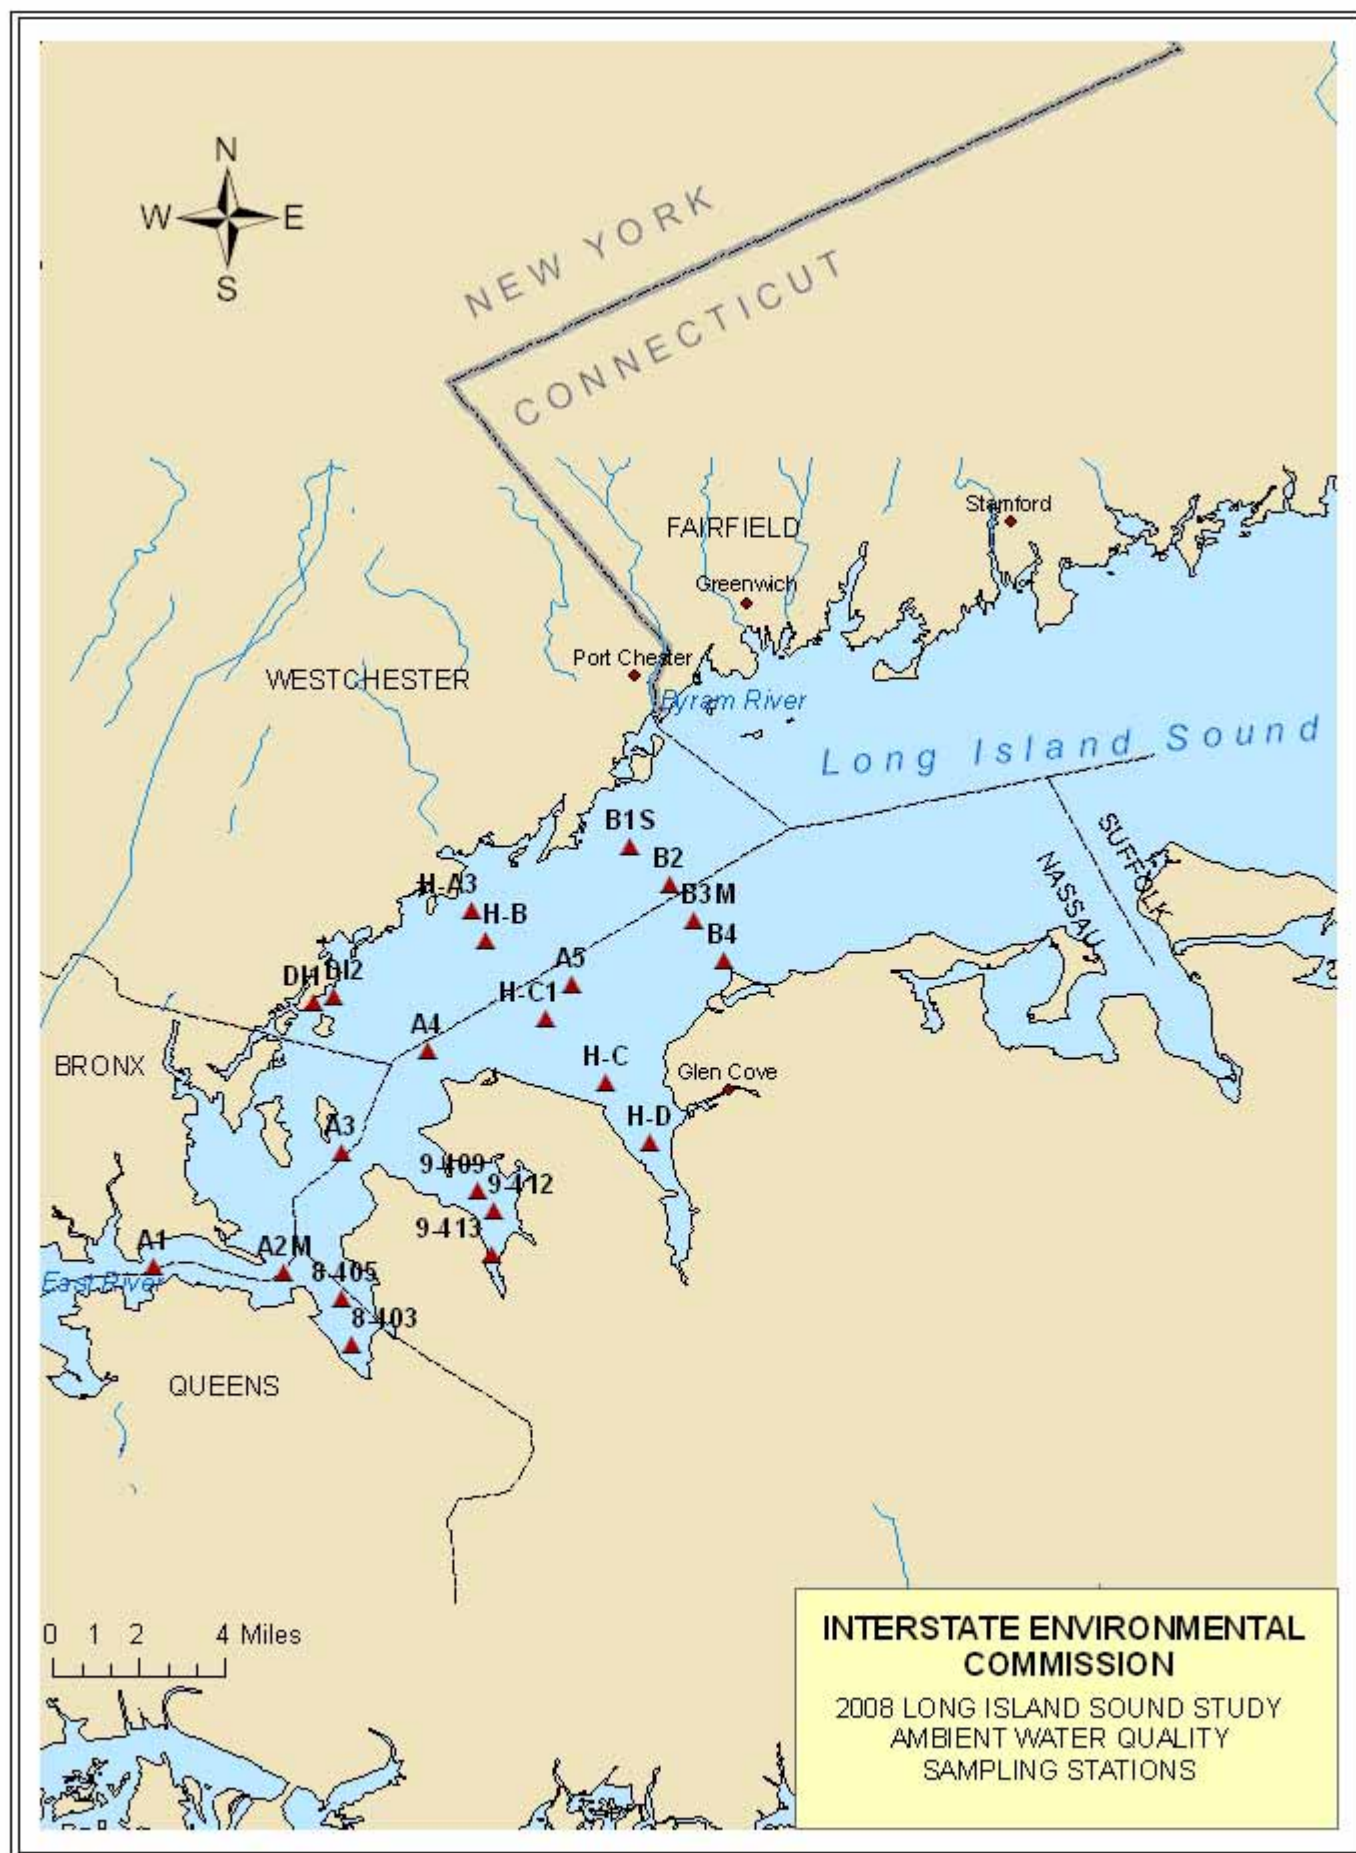 N
W E
S
NEW YORK
CONNECTICUT
Stamford
FAIRFIELD
Greenwich
Port Chester
WESTCHESTER
Byram River
Long Island Sound
B1S
SUFFOLK
B2
NASSAU
H-A3
B3M
H-B
B4
A5
DI1
DI2
H-C1
A4
BRONX
H-C
Glen Cove
H-D
A3
9-409
9-412
9-413
A1
A2M
8-405
East River
8-403
QUEENS
0 1 2 4 Miles
INTERSTATE ENVIRONMENTAL
COMMISSION
2008 LONG ISLAND SOUND STUDY
AMBIENT WATER QUALITY
SAMPLING STATIONS